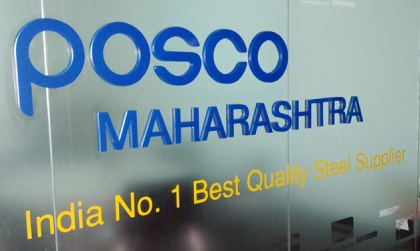 posco
MAHARASHTRA
India No. 1 Best Quality Steel Supplier